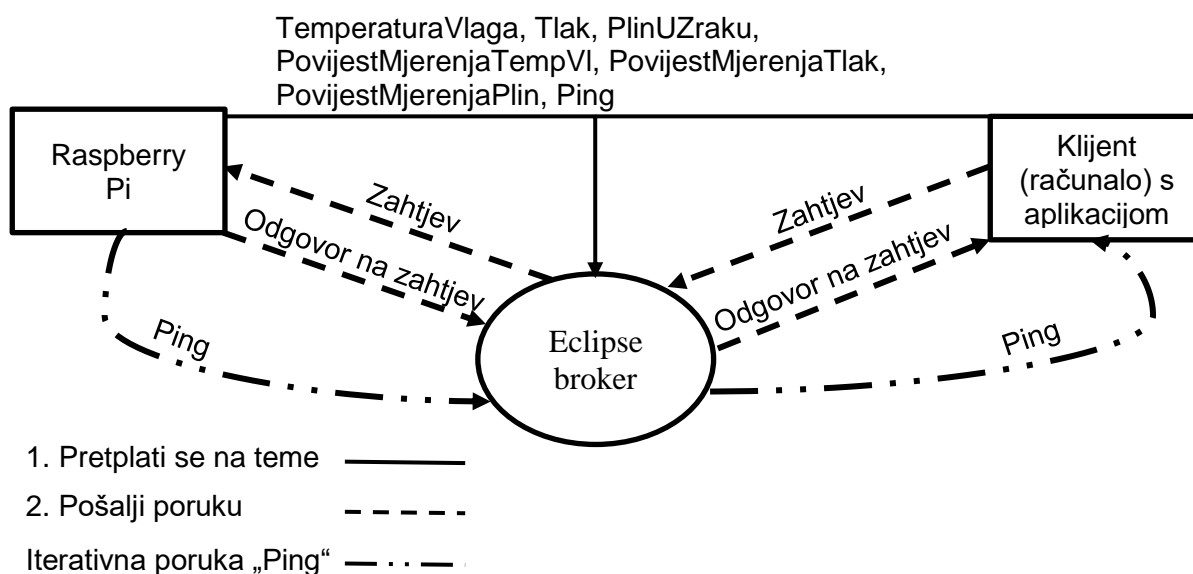 TemperaturaVlaga, Tlak, PlinUZraku,
PovijestMjerenjaTempVl, PovijestMjerenjaTlak,
PovijestMjerenjaPlin, Ping
Raspberry
Pi
Klijent
(računalo) s
aplikacijom
Zahtjev
Odgovor na zahtjev
Zahtjev
Odgovor na zahtjev
Ping
Eclipse
broker
Ping
1. Pretplati se na teme
2. Pošalji poruku
Iterativna poruka „Ping“